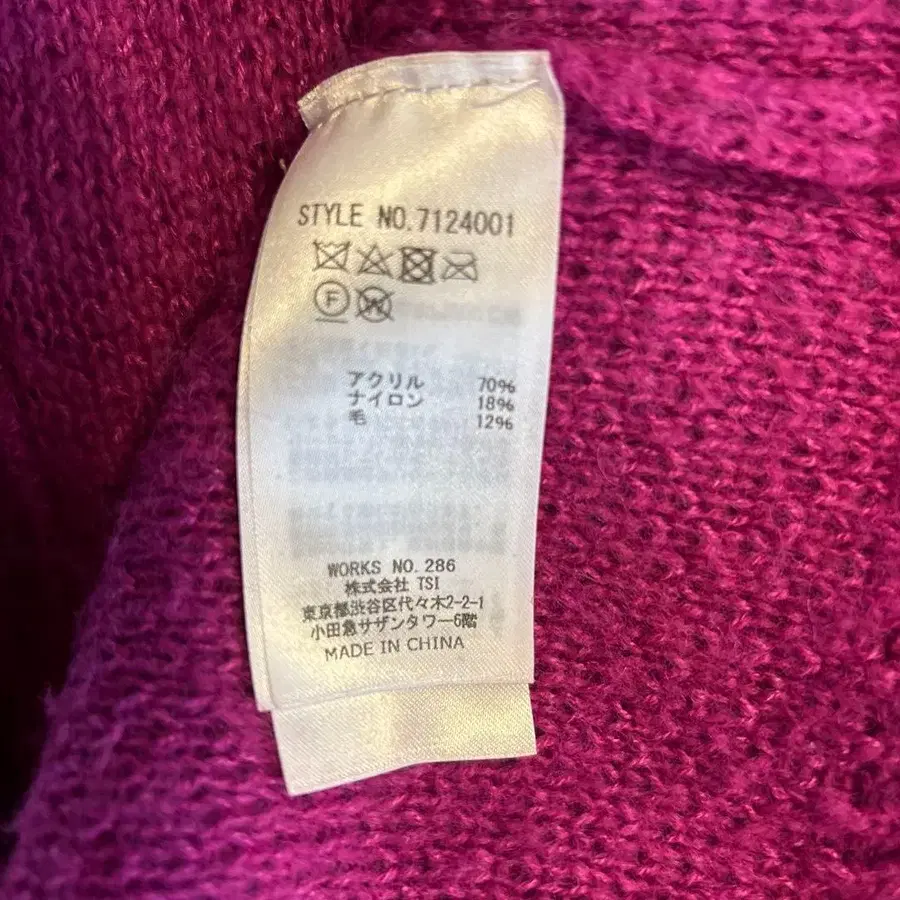 STYLE NO.7124001
F
W
アクリル 70%
ナイロン 18%
毛 12%
WORKS NO. 286
株式会社 TSI
東京都渋谷区代々木2-2-1
小田急サザンタワー6階
MADE IN CHINA